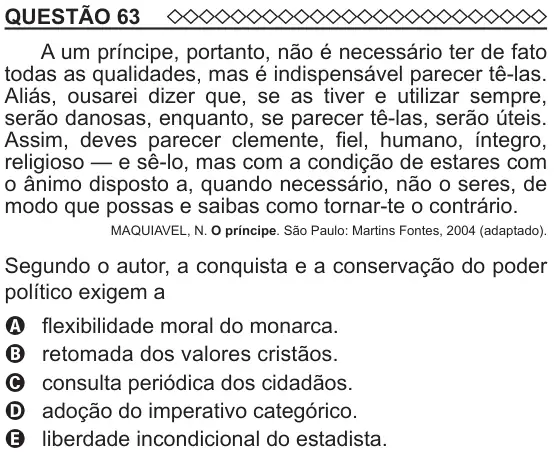 QUESTÃO 63
A um príncipe, portanto, não é necessário ter de fato
todas as qualidades, mas é indispensável parecer tê-las.
Aliás, ousarei dizer que, se as tiver e utilizar sempre,
serão danosas, enquanto, se parecer tê-las, serão úteis.
Assim, deves parecer clemente, fiel, humano, íntegro,
religioso — e sê-lo, mas com a condição de estares com
o ânimo disposto a, quando necessário, não o seres, de
modo que possas e saibas como tornar-te o contrário.
MAQUIAVEL, N. O príncipe. São Paulo: Martins Fontes, 2004 (adaptado).
Segundo o autor, a conquista e a conservação do poder
político exigem a
A flexibilidade moral do monarca.
B retomada dos valores cristãos.
C consulta periódica dos cidadãos.
D adoção do imperativo categórico.
E liberdade incondicional do estadista.